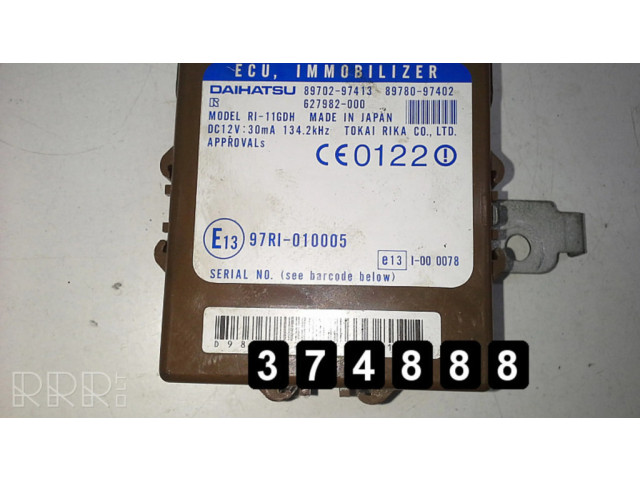 ECU, IMMOBILIZER
DAIHATSU 89702-97413 89780-97402
627982-000
MODEL RI-11GDH MADE IN JAPAN
DC12V:30mA 134.2kHz TOKAI RIKA CO., LTD.
APPROVALs
CE0122
E13 97RI-010005
e13 I-00 0078
SERIAL NO. (see barcode below)
D98
374888
RRR.LT